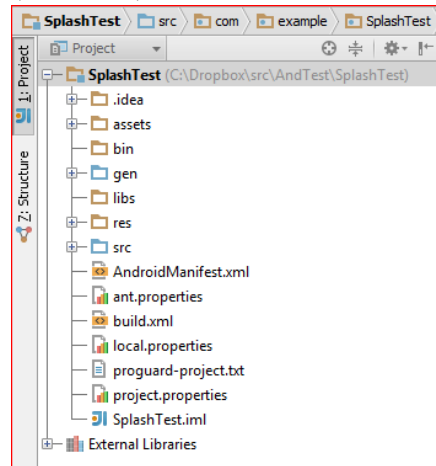 SplashTest src com example SplashTest
1: Project
Project
SplashTest (C:\Dropbox\src\AndTest\SplashTest)
.idea
assets
bin
gen
libs
res
src
AndroidManifest.xml
ant.properties
build.xml
local.properties
proguard-project.txt
project.properties
SplashTest.iml
External Libraries
Z: Structure